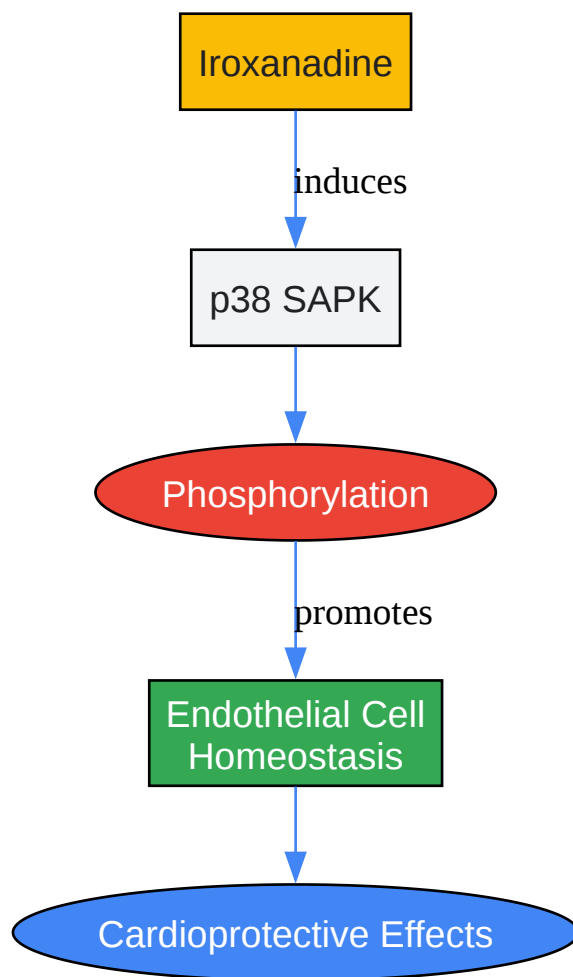 Iroxanadine
induces
p38 SAPK
Phosphorylation
promotes
Endothelial Cell
Homeostasis
Cardioprotective Effects